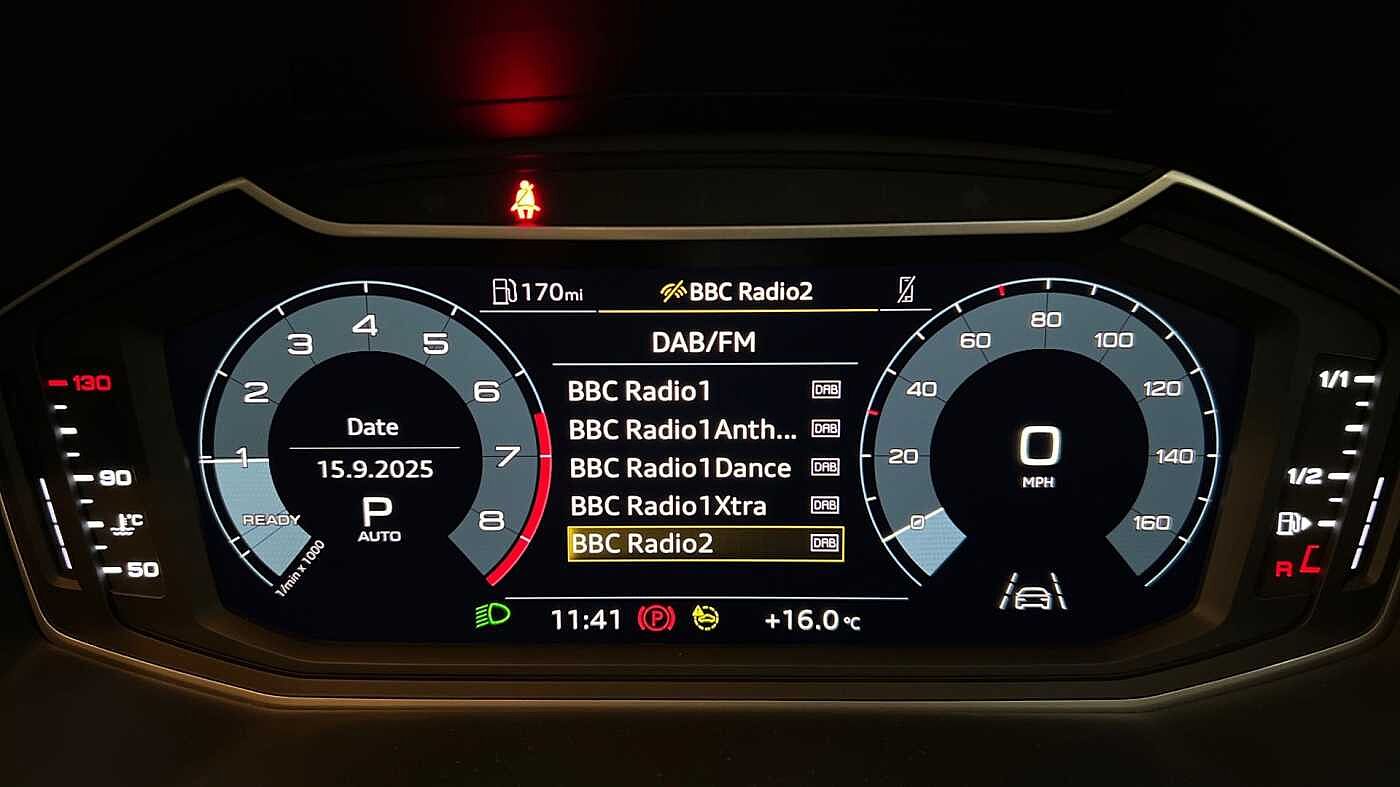 170mi
BBC Radio2
DAB/FM
BBC Radio1 DAB
BBC Radio1Anth... DAB
BBC Radio1Dance DAB
BBC Radio1Xtra DAB
BBC Radio2 DAB
130
90
°C
50
1
2
3
4
5
6
7
8
READY
1/min x 1000
Date
15.9.2025
P
AUTO
0
20
40
60
80
100
120
140
160
0
MPH
1/1
1/2
R
11:41
P
+16.0 °C